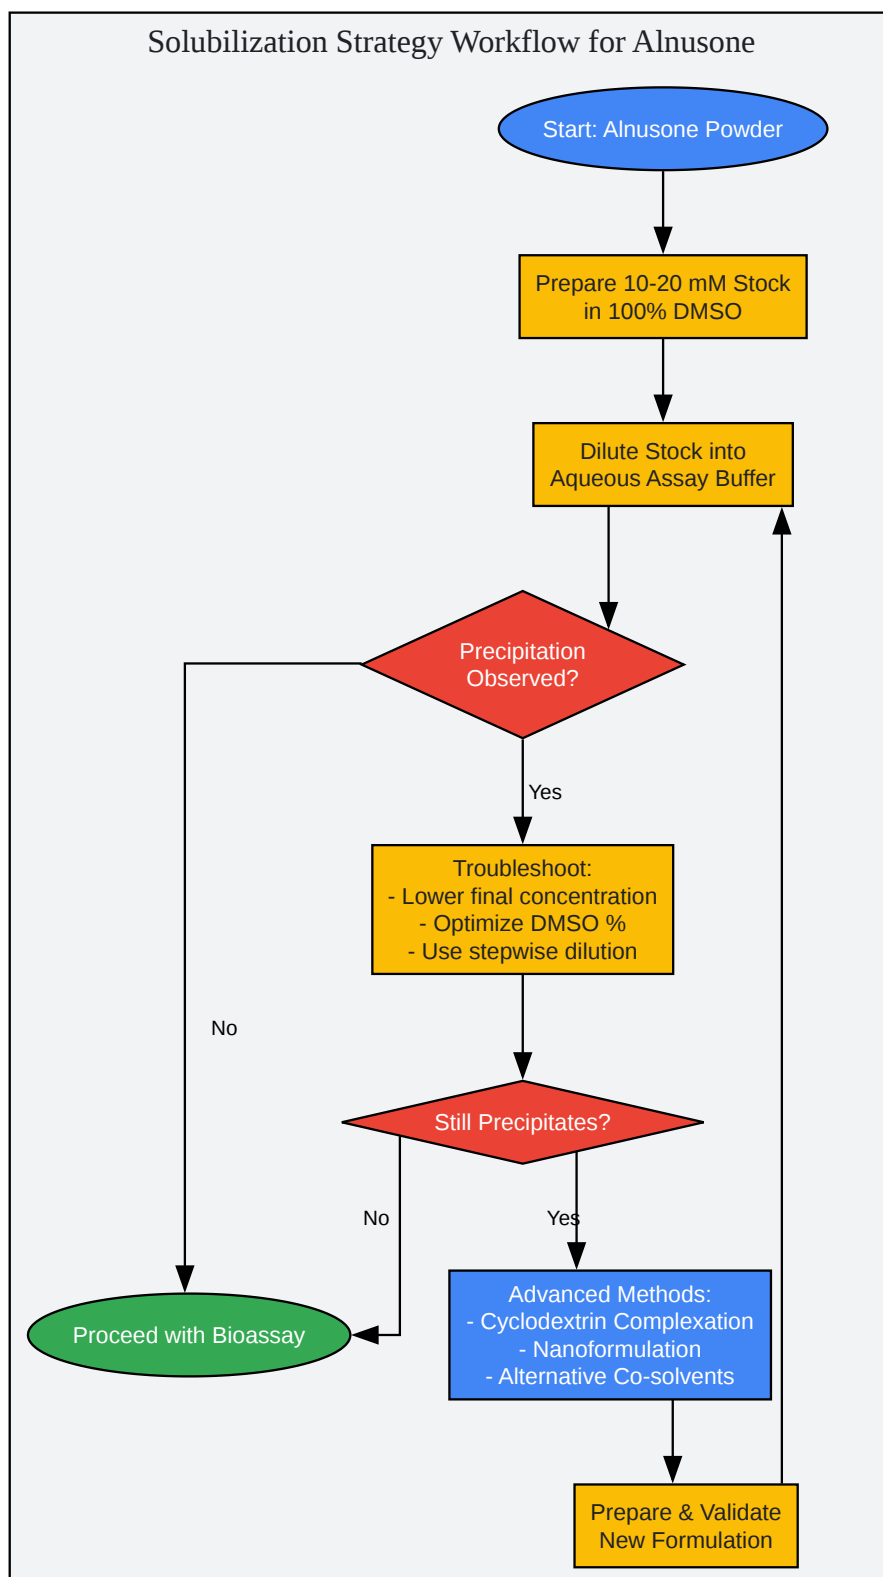 Solubilization Strategy Workflow for Alnusone
Start: Alnusone Powder
Prepare 10-20 mM Stock
in 100% DMSO
Dilute Stock into
Aqueous Assay Buffer
Precipitation
Observed?
Yes
Troubleshoot:
- Lower final concentration
- Optimize DMSO %
- Use stepwise dilution
No
Still Precipitates?
No
Yes
Advanced Methods:
- Cyclodextrin Complexation
- Nanoformulation
- Alternative Co-solvents
Proceed with Bioassay
Prepare & Validate
New Formulation